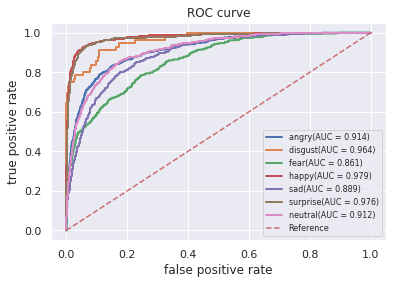 ROC curve
true positive rate
1.0
0.8
0.6
0.4
0.2
0.0
angry(AUC = 0.914)
disgust(AUC = 0.964)
fear(AUC = 0.861)
happy(AUC = 0.979)
sad(AUC = 0.889)
surprise(AUC = 0.976)
neutral(AUC = 0.912)
Reference
0.0 0.2 0.4 0.6 0.8 1.0
false positive rate